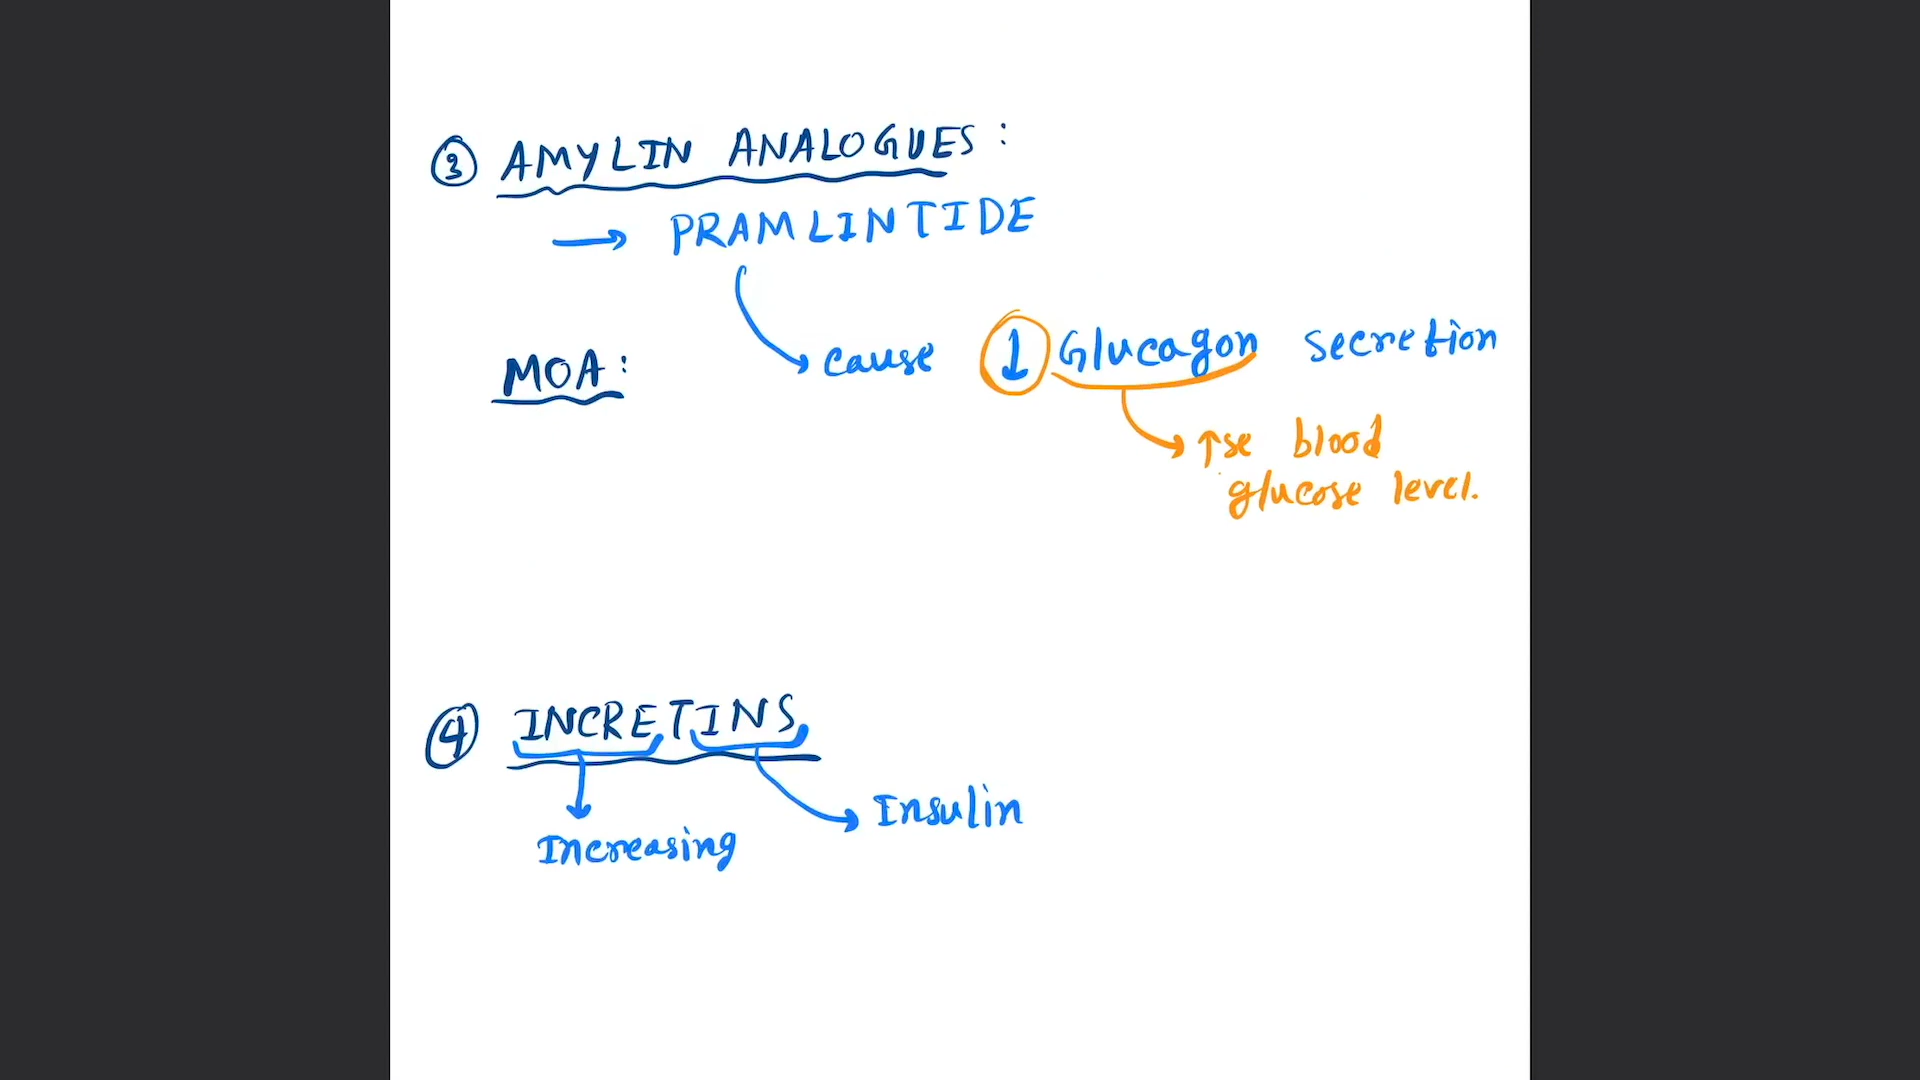 ③ AMYLIN ANALOGUES:
→ PRAMLINTIDE
MOA: cause ↓ Glucagon secretion
↑se blood
glucose level.
④ INCRETINS
Insulin
Increasing